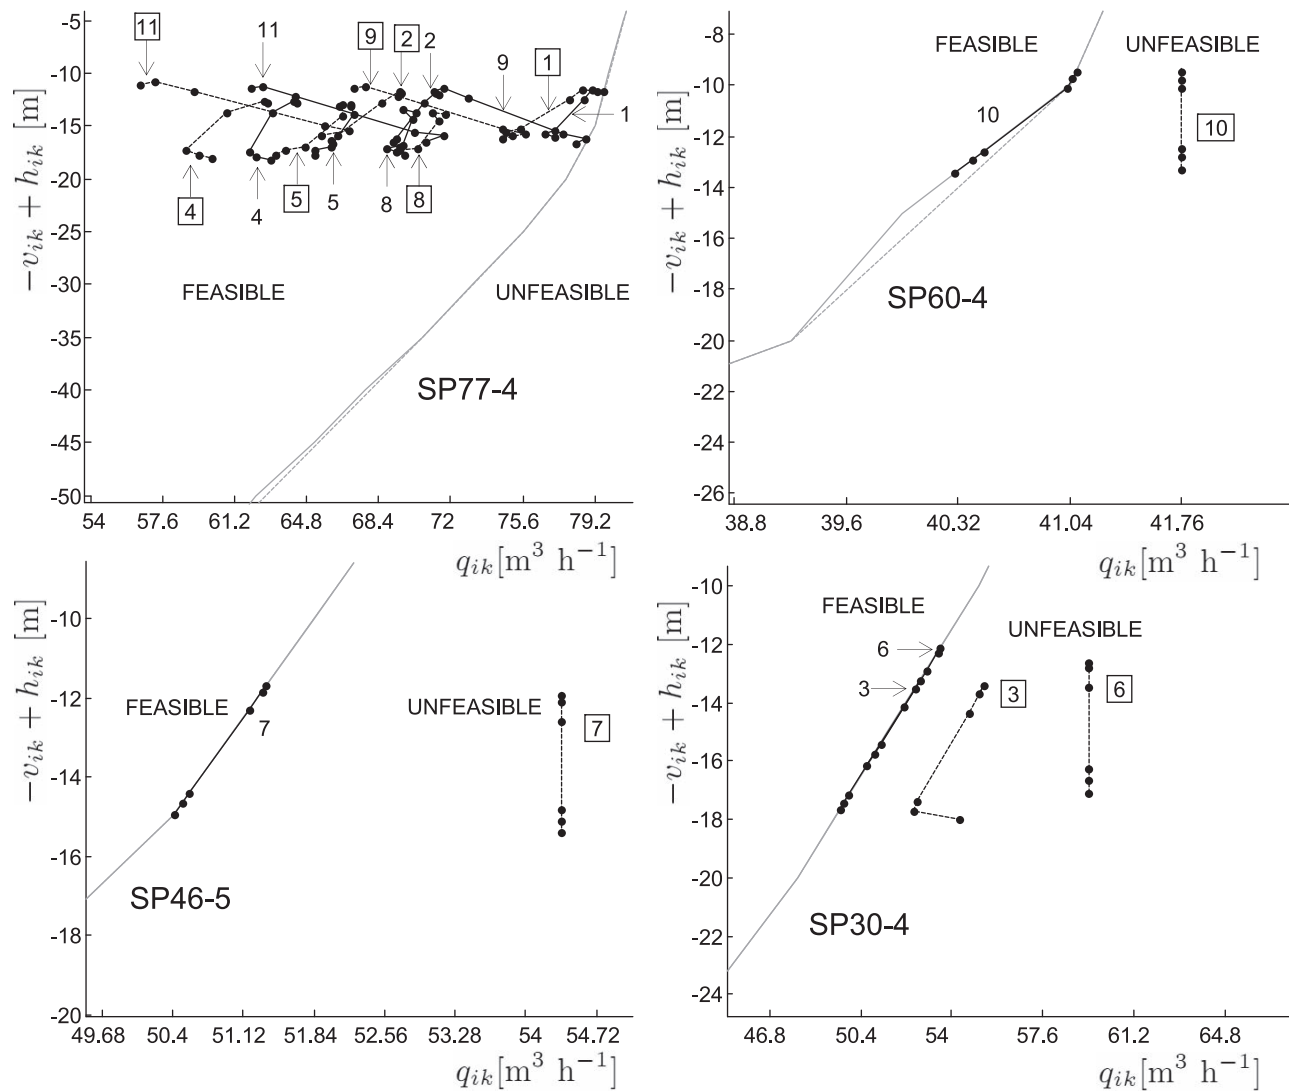 −v_{ik} + h_{ik} [m]
-5
-10
-15
-20
-25
-30
-35
-40
-45
-50
11
11
9
2
2
9
1
1
4
4
5
5
8
8
FEASIBLE
UNFEASIBLE
SP77-4
54 57.6 61.2 64.8 68.4 72 75.6 79.2
q_{ik}[m³ h⁻¹]
−v_{ik} + h_{ik} [m]
-8
-10
-12
-14
-16
-18
-20
-22
-24
-26
FEASIBLE
UNFEASIBLE
10
10
SP60-4
38.8 39.6 40.32 41.04 41.76
q_{ik}[m³ h⁻¹]
−v_{ik} + h_{ik} [m]
-10
-12
-14
-16
-18
-20
FEASIBLE
UNFEASIBLE
7
7
SP46-5
49.68 50.4 51.12 51.84 52.56 53.28 54 54.72
q_{ik}[m³ h⁻¹]
−v_{ik} + h_{ik} [m]
-10
-12
-14
-16
-18
-20
-22
-24
FEASIBLE
UNFEASIBLE
6
3
3
6
SP30-4
46.8 50.4 54 57.6 61.2 64.8
q_{ik}[m³ h⁻¹]